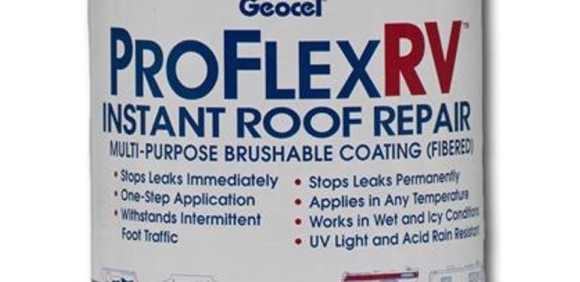 Geocel
PROFLEXRV™
INSTANT ROOF REPAIR
MULTI-PURPOSE BRUSHABLE COATING (FIBERED)
• Stops Leaks Immediately
• One-Step Application
• Withstands Intermittent
Foot Traffic
• Stops Leaks Permanently
• Applies in Any Temperature
• Works in Wet and Icy Conditions
• UV Light and Acid Rain Resistant